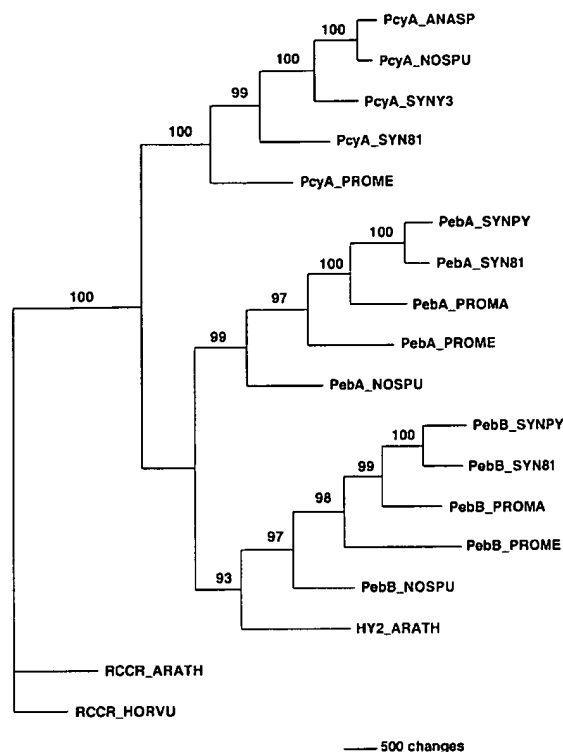 PcyA_ANASP
100
PcyA_NOSPU
100
PcyA_SYNY3
99
PcyA_SYN81
100
PcyA_PROME
PebA_SYNPY
100
PebA_SYN81
100
PebA_PROMA
97
100
PebA_PROME
99
PebA_NOSPU
PebB_SYNPY
100
PebB_SYN81
99
PebB_PROMA
98
PebB_PROME
97
PebB_NOSPU
93
HY2_ARATH
RCCR_ARATH
RCCR_HORVU
500 changes